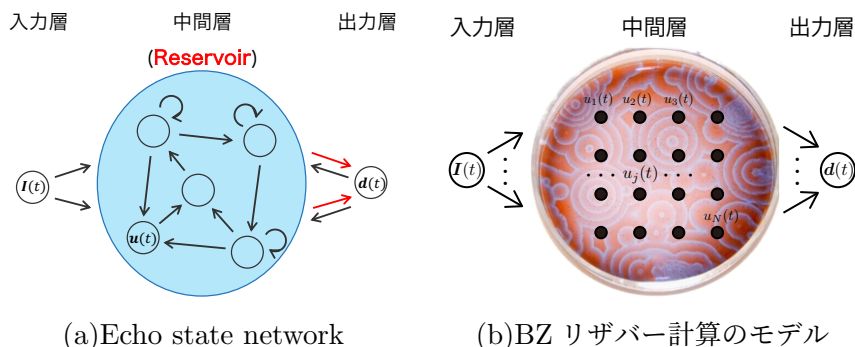 入力層 中間層 出力層
(Reservoir)
I(t)
u(t)
d(t)
(a)Echo state network
入力層 中間層 出力層
u₁(t) u₂(t) u₃(t)
I(t)
· · · uⱼ(t) · · ·
d(t)
u_N(t)
(b)BZ リザバー計算のモデル